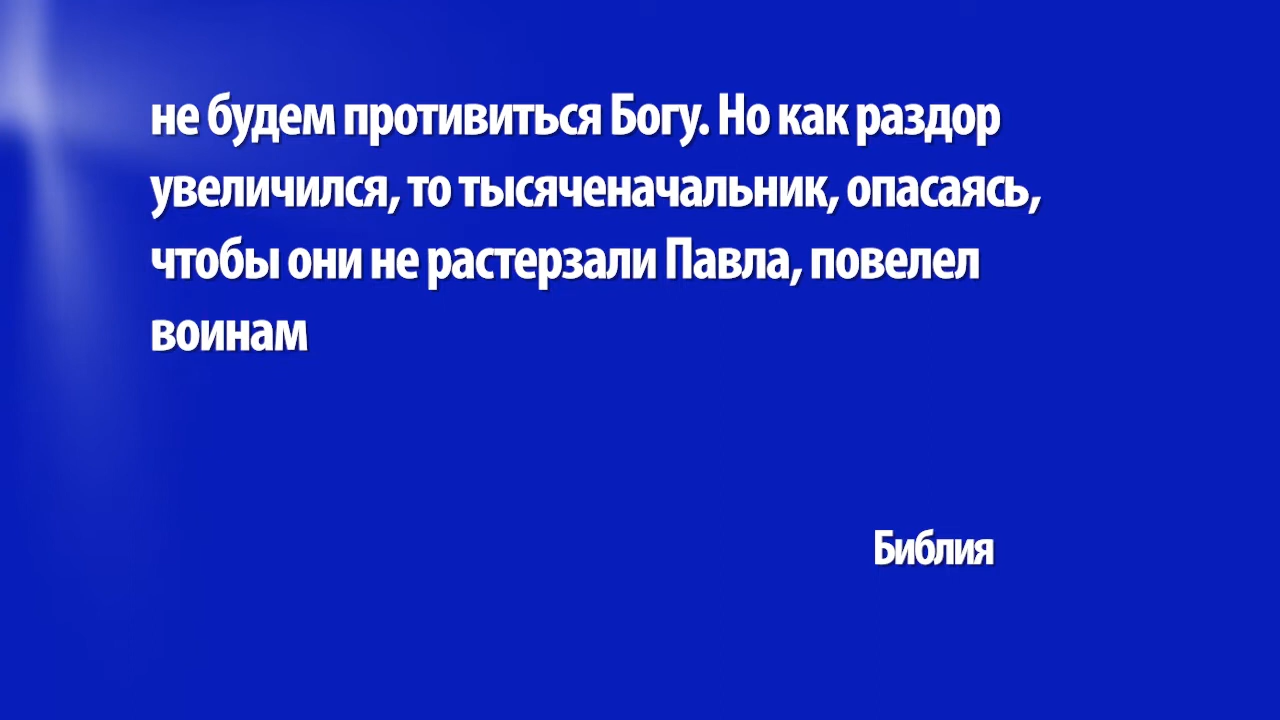 не будем противиться Богу. Но как раздор
увеличился, то тысяченачальник, опасаясь,
чтобы они не растерзали Павла, повелел
воинам
Библия